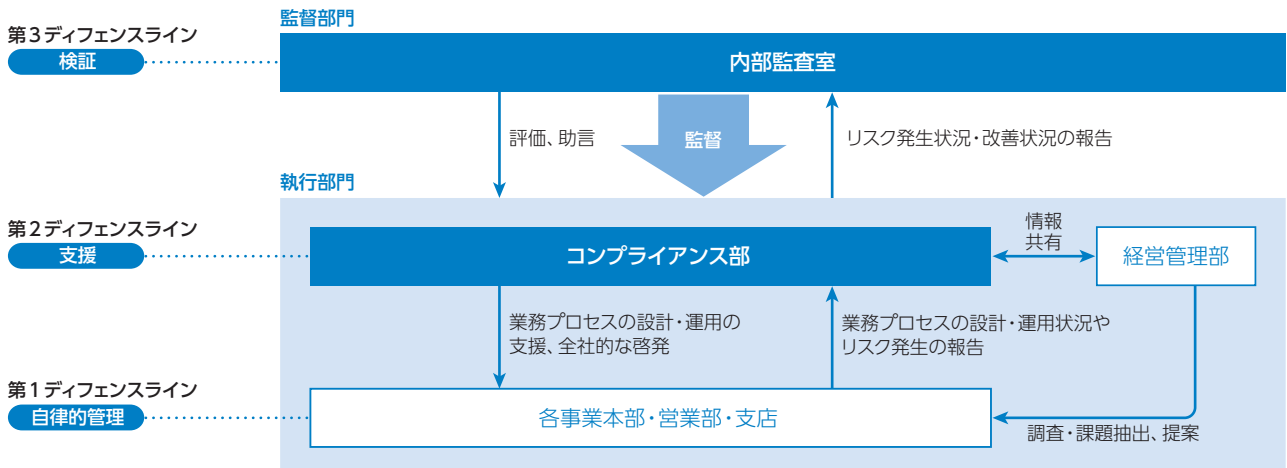 監督部門
第3ディフェンスライン
検証
内部監査室
評価、助言
監督
リスク発生状況・改善状況の報告
執行部門
第2ディフェンスライン
支援
コンプライアンス部
情報
共有
経営管理部
業務プロセスの設計・運用の
支援、全社的な啓発
業務プロセスの設計・運用状況や
リスク発生の報告
第1ディフェンスライン
自律的管理
各事業本部・営業部・支店
調査・課題抽出、提案